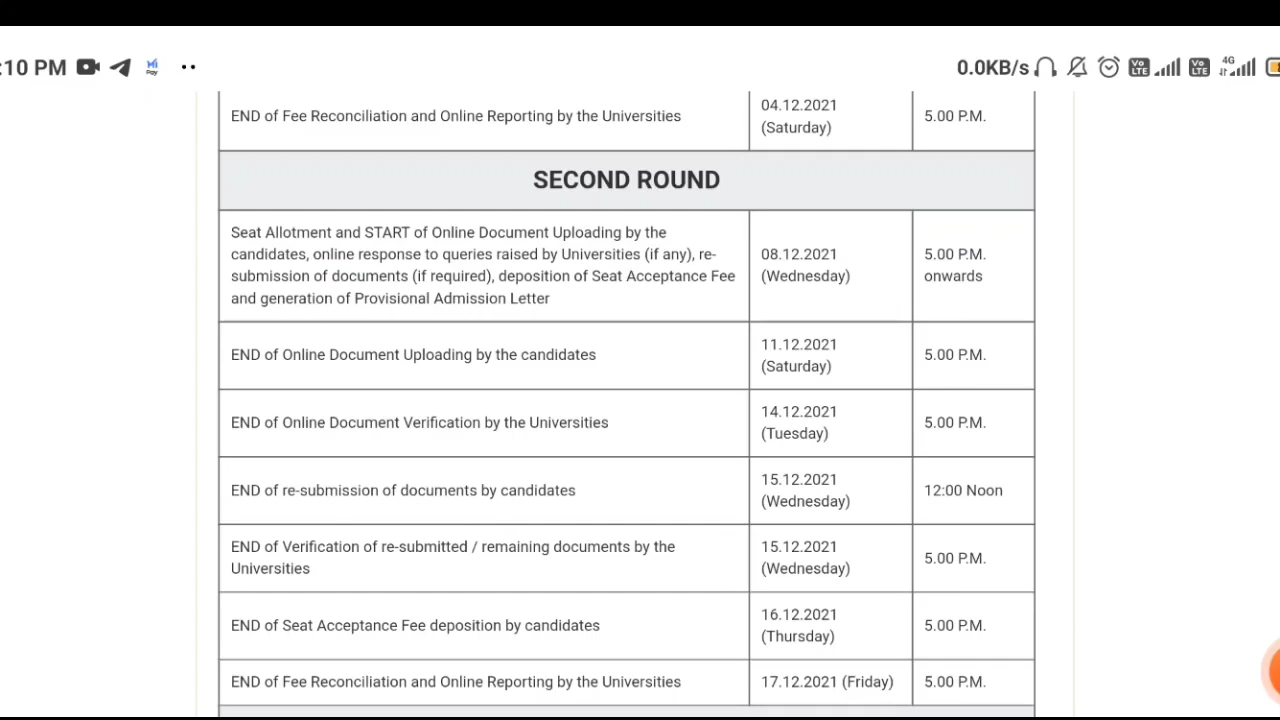 :10 PM Mi Pay
0.0KB/s Vo LTE Vo LTE 4G
END of Fee Reconciliation and Online Reporting by the Universities 04.12.2021 5.00 P.M.
(Saturday)
SECOND ROUND
Seat Allotment and START of Online Document Uploading by the
candidates, online response to queries raised by Universities (if any), re-
submission of documents (if required), deposition of Seat Acceptance Fee
and generation of Provisional Admission Letter
08.12.2021
(Wednesday)
5.00 P.M.
onwards
END of Online Document Uploading by the candidates
11.12.2021
(Saturday)
5.00 P.M.
END of Online Document Verification by the Universities
14.12.2021
(Tuesday)
5.00 P.M.
END of re-submission of documents by candidates
15.12.2021
(Wednesday)
12:00 Noon
END of Verification of re-submitted / remaining documents by the
Universities
15.12.2021
(Wednesday)
5.00 P.M.
END of Seat Acceptance Fee deposition by candidates
16.12.2021
(Thursday)
5.00 P.M.
END of Fee Reconciliation and Online Reporting by the Universities
17.12.2021 (Friday)
5.00 P.M.